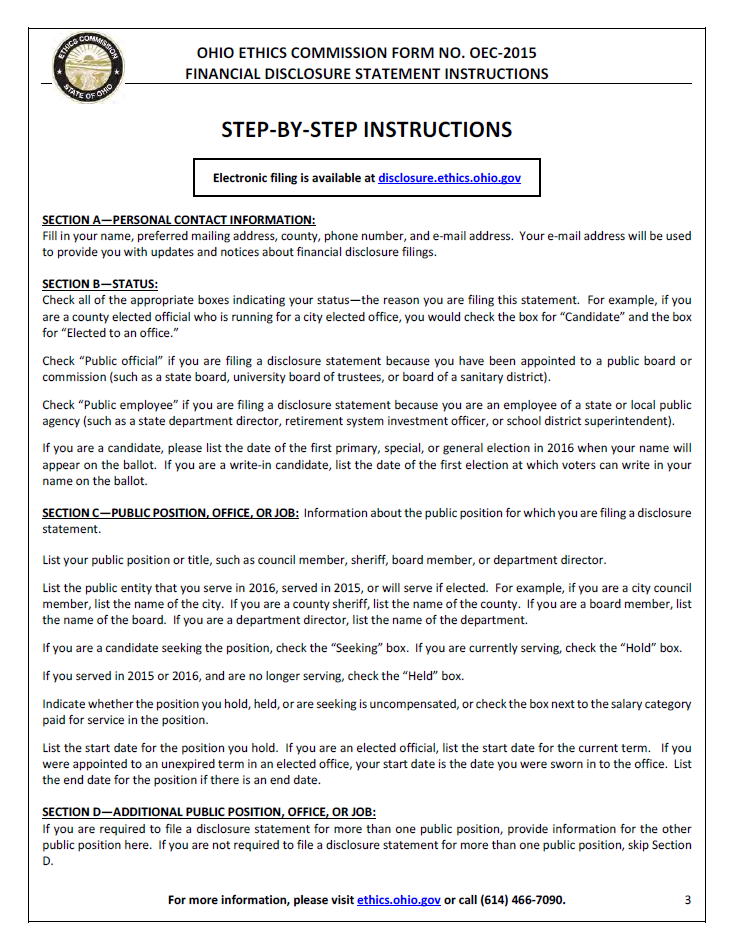 ETHICS COMMISSION
STATE OF OHIO
OHIO ETHICS COMMISSION FORM NO. OEC-2015
FINANCIAL DISCLOSURE STATEMENT INSTRUCTIONS
STEP-BY-STEP INSTRUCTIONS
Electronic filing is available at disclosure.ethics.ohio.gov
SECTION A—PERSONAL CONTACT INFORMATION:
Fill in your name, preferred mailing address, county, phone number, and e-mail address. Your e-mail address will be used
to provide you with updates and notices about financial disclosure filings.
SECTION B—STATUS:
Check all of the appropriate boxes indicating your status—the reason you are filing this statement. For example, if you
are a county elected official who is running for a city elected office, you would check the box for “Candidate” and the box
for “Elected to an office.”
Check “Public official” if you are filing a disclosure statement because you have been appointed to a public board or
commission (such as a state board, university board of trustees, or board of a sanitary district).
Check “Public employee” if you are filing a disclosure statement because you are an employee of a state or local public
agency (such as a state department director, retirement system investment officer, or school district superintendent).
If you are a candidate, please list the date of the first primary, special, or general election in 2016 when your name will
appear on the ballot. If you are a write-in candidate, list the date of the first election at which voters can write in your
name on the ballot.
SECTION C—PUBLIC POSITION, OFFICE, OR JOB: Information about the public position for which you are filing a disclosure
statement.
List your public position or title, such as council member, sheriff, board member, or department director.
List the public entity that you serve in 2016, served in 2015, or will serve if elected. For example, if you are a city council
member, list the name of the city. If you are a county sheriff, list the name of the county. If you are a board member, list
the name of the board. If you are a department director, list the name of the department.
If you are a candidate seeking the position, check the “Seeking” box. If you are currently serving, check the “Hold” box.
If you served in 2015 or 2016, and are no longer serving, check the “Held” box.
Indicate whether the position you hold, held, or are seeking is uncompensated, or check the box next to the salary category
paid for service in the position.
List the start date for the position you hold. If you are an elected official, list the start date for the current term. If you
were appointed to an unexpired term in an elected office, your start date is the date you were sworn in to the office. List
the end date for the position if there is an end date.
SECTION D—ADDITIONAL PUBLIC POSITION, OFFICE, OR JOB:
If you are required to file a disclosure statement for more than one public position, provide information for the other
public position here. If you are not required to file a disclosure statement for more than one public position, skip Section
D.
For more information, please visit ethics.ohio.gov or call (614) 466-7090.
3